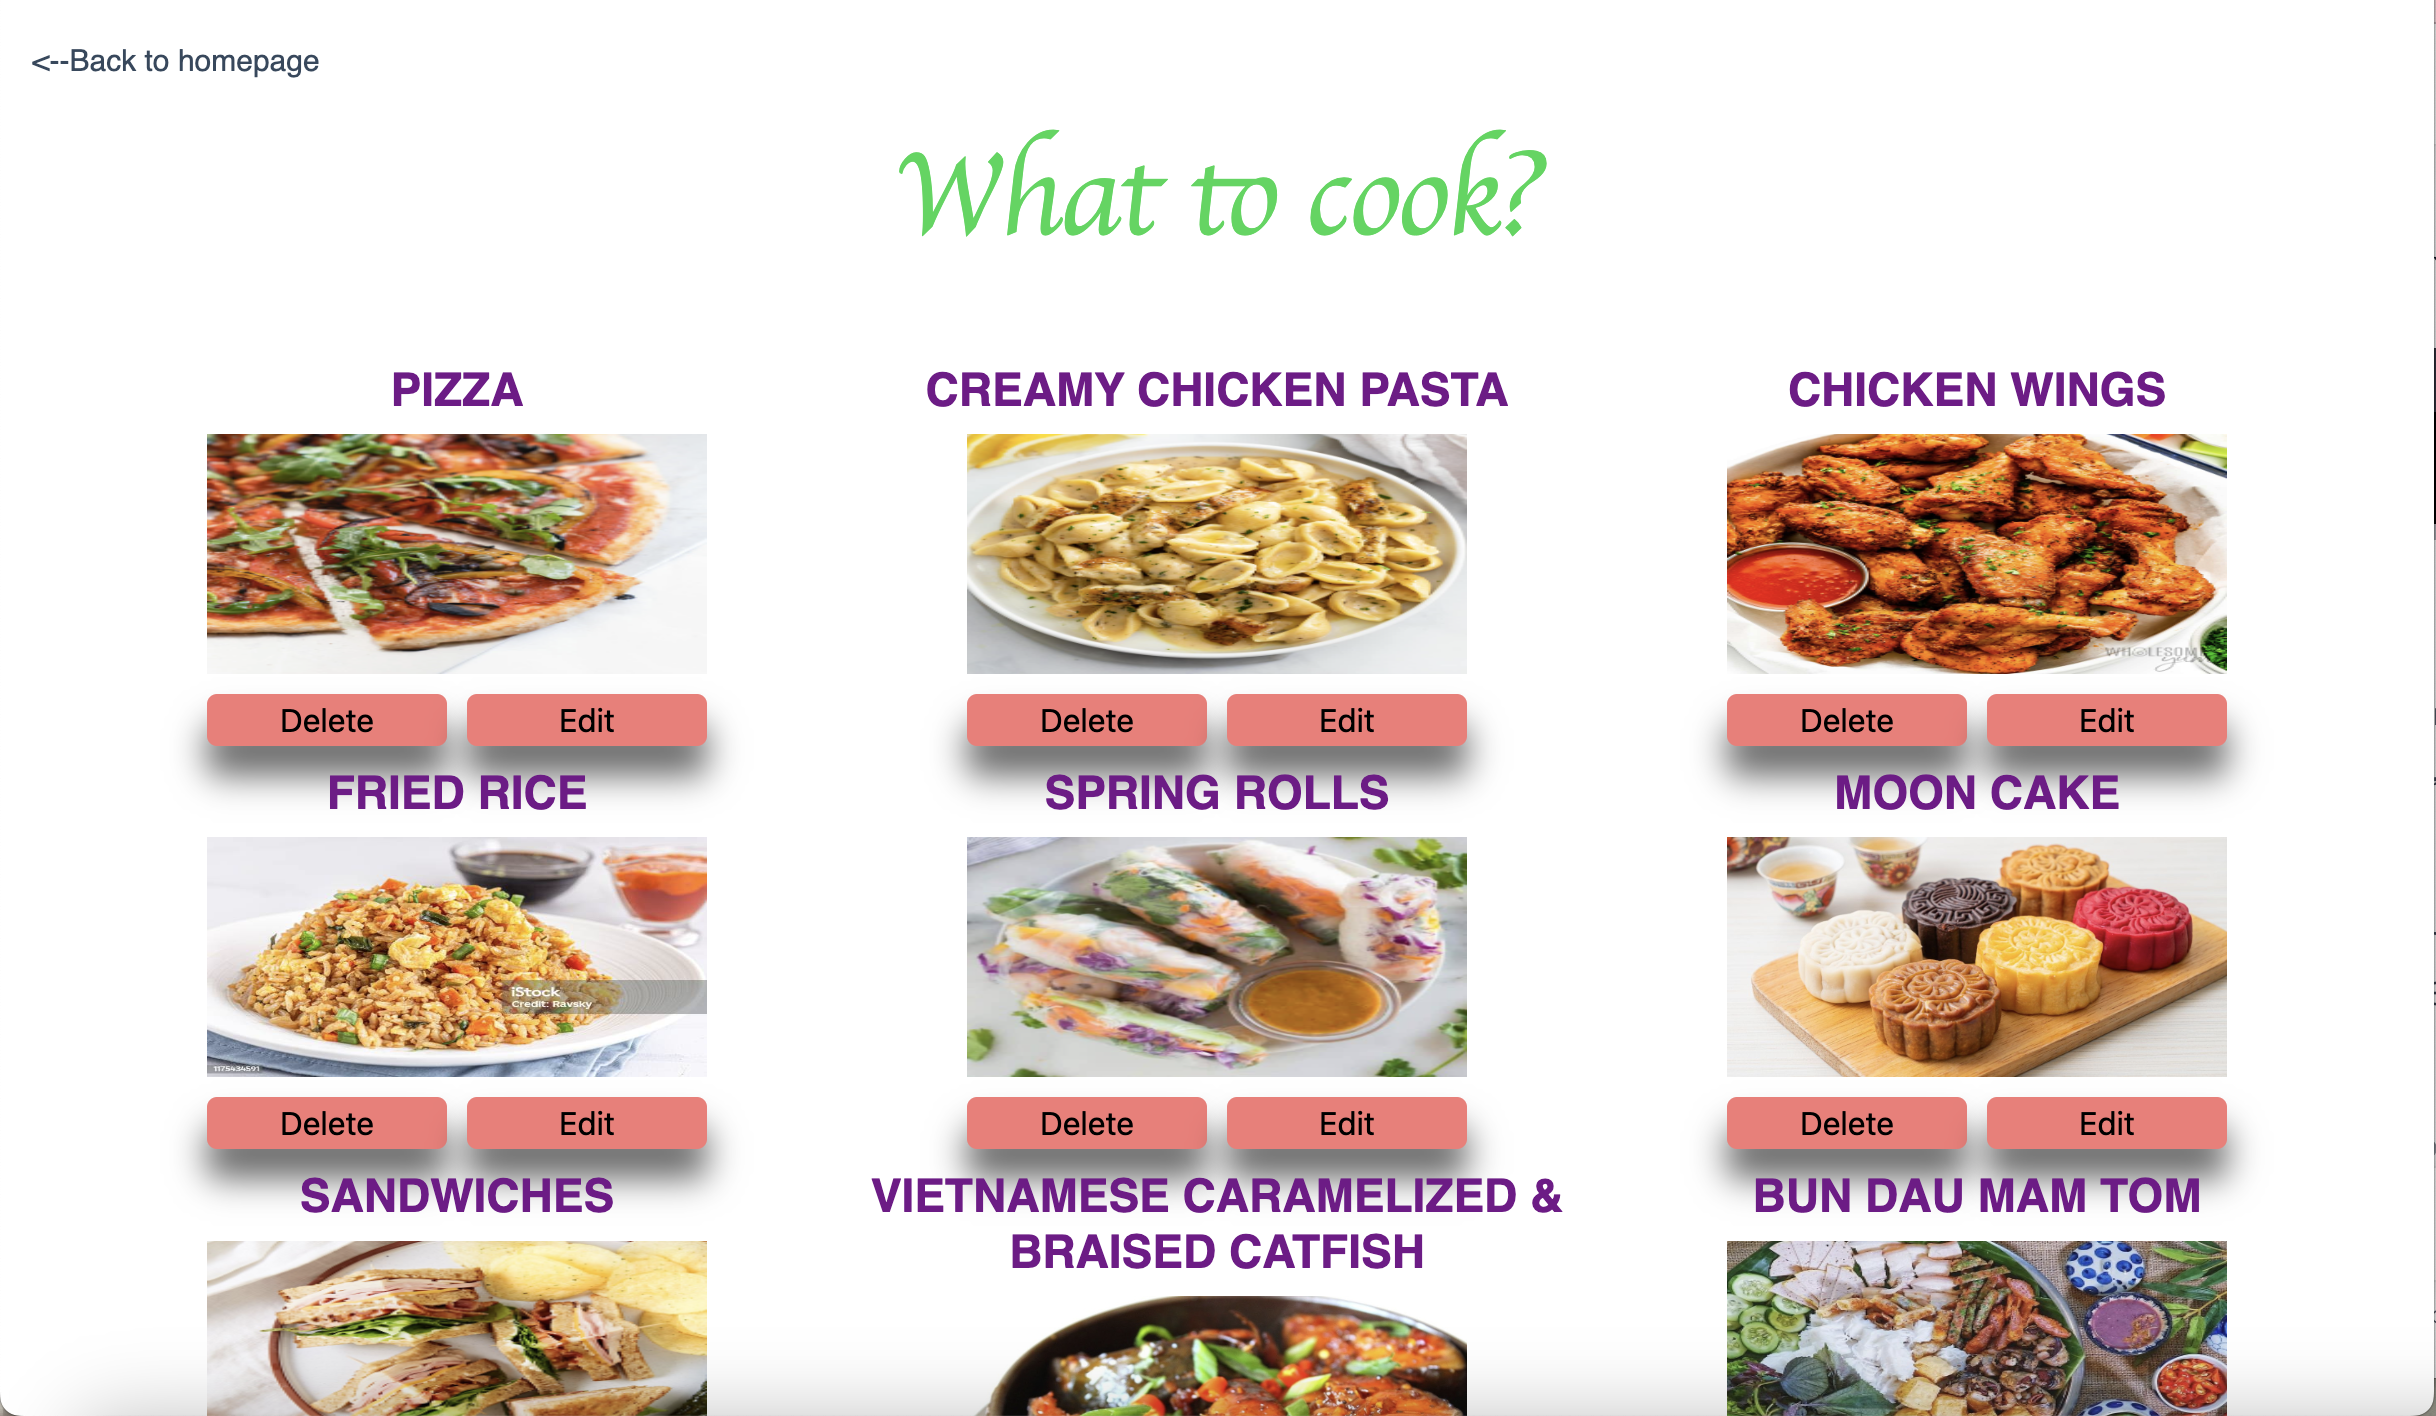 <--Back to homepage
What to cook?
PIZZA
CREAMY CHICKEN PASTA
CHICKEN WINGS
WHOLESOME
yum
Delete
Edit
Delete
Edit
Delete
Edit
FRIED RICE
SPRING ROLLS
MOON CAKE
iStock
Credit: Ravsky
1175434591
Delete
Edit
Delete
Edit
Delete
Edit
SANDWICHES
VIETNAMESE CARAMELIZED &
BRAISED CATFISH
BUN DAU MAM TOM